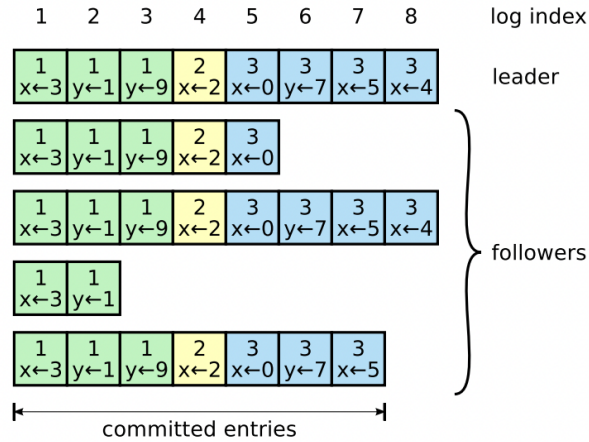 1 2 3 4 5 6 7 8 log index
1 1 1 2 3 3 3 3
x←3 y←1 y←9 x←2 x←0 y←7 x←5 x←4
leader
1 1 1 2 3
x←3 y←1 y←9 x←2 x←0
1 1 1 2 3 3 3 3
x←3 y←1 y←9 x←2 x←0 y←7 x←5 x←4
followers
1 1
x←3 y←1
1 1 1 2 3 3 3
x←3 y←1 y←9 x←2 x←0 y←7 x←5
committed entries